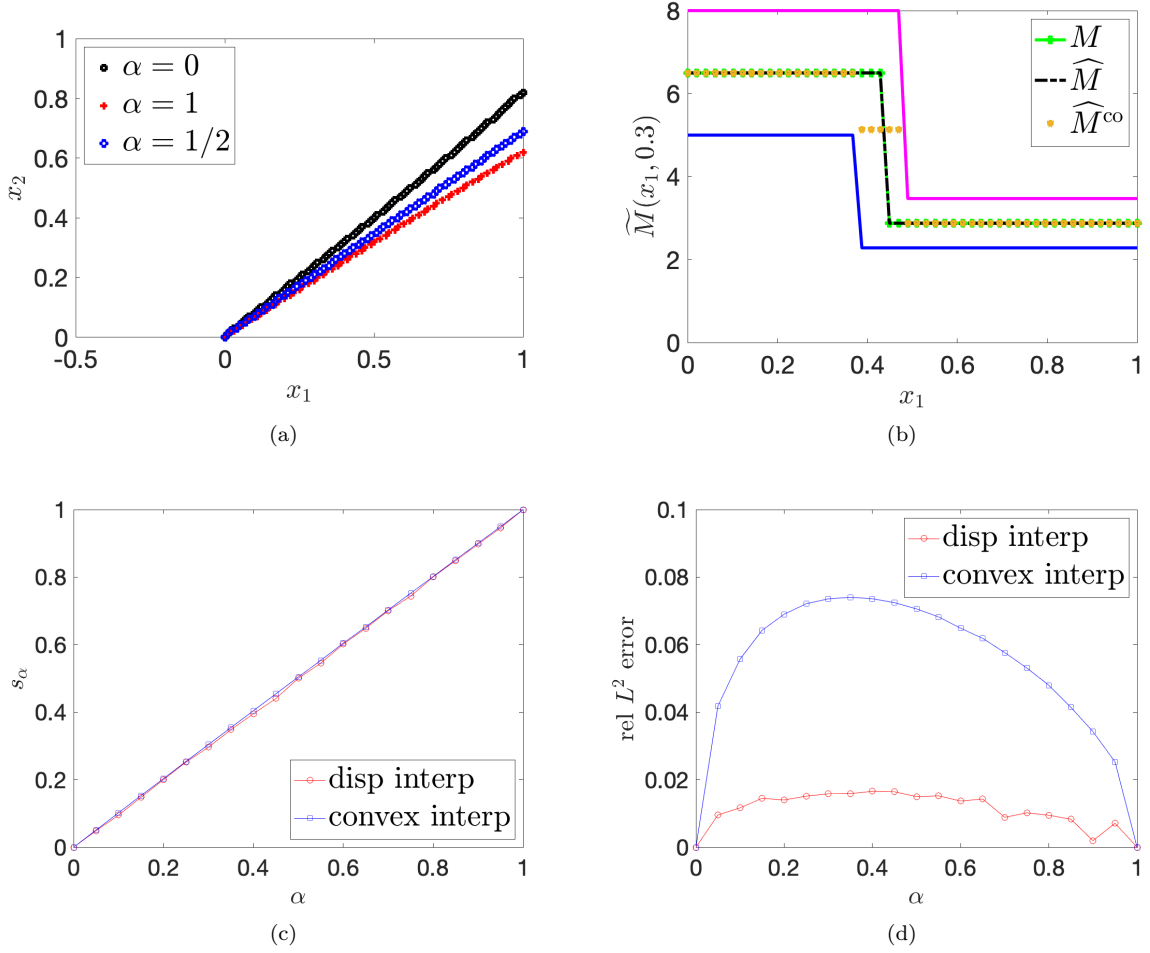 1
0.8
0.6
0.4
0.2
0
-0.5
0
0.5
1
x₂
x₁
α = 0
α = 1
α = 1/2
(a)
8
6
4
2
0
0
0.2
0.4
0.6
0.8
1
M̃(x₁, 0.3)
x₁
M
M̂
M̂ᶜᵒ
(b)
1
0.8
0.6
0.4
0.2
0
0
0.2
0.4
0.6
0.8
1
s_α
α
disp interp
convex interp
(c)
0.1
0.08
0.06
0.04
0.02
0
0
0.2
0.4
0.6
0.8
1
rel L² error
α
disp interp
convex interp
(d)